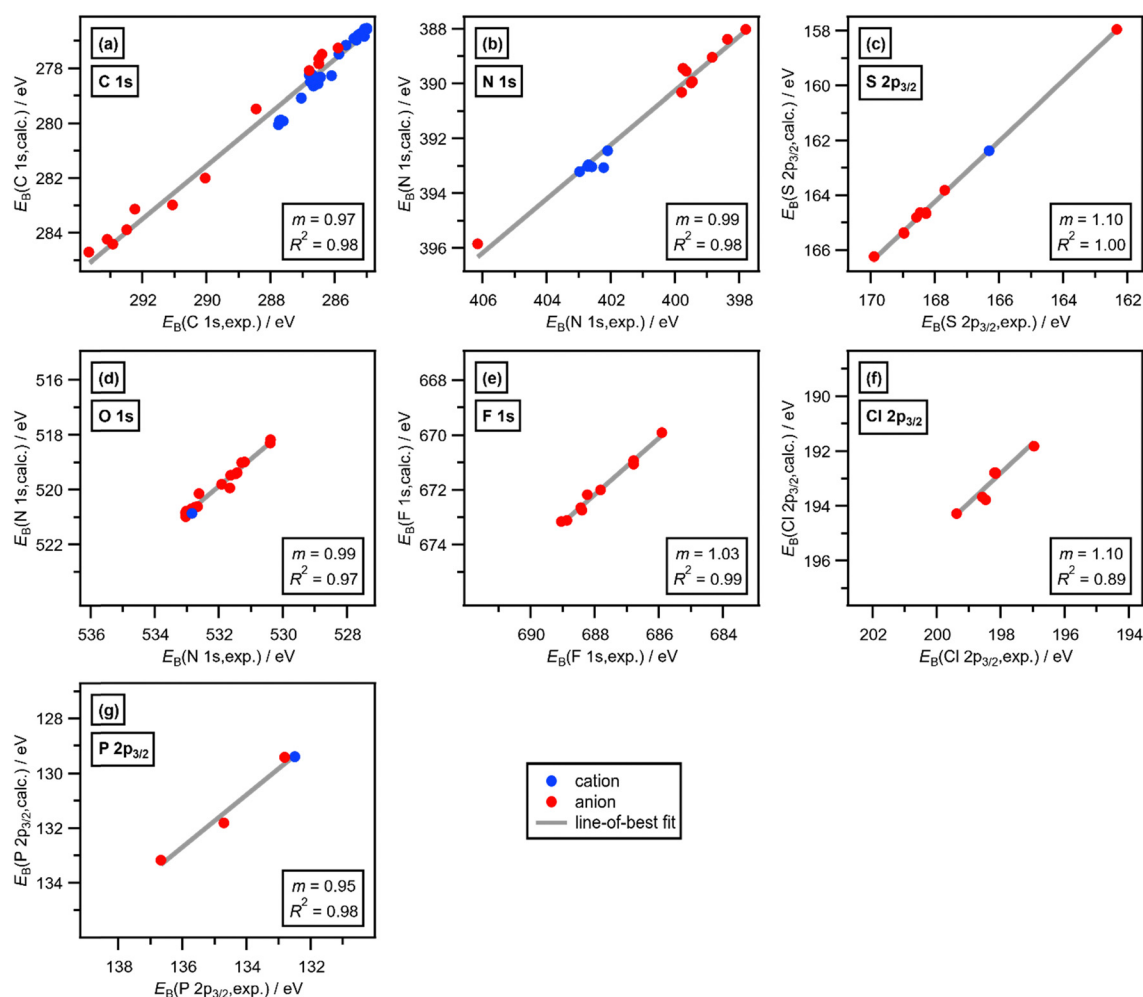 (a)
C 1s
278
280
282
284
E_B(C 1s,calc.) / eV
m = 0.97
R² = 0.98
292 290 288 286
E_B(C 1s,exp.) / eV
(b)
N 1s
388
390
392
394
396
E_B(N 1s,calc.) / eV
m = 0.99
R² = 0.98
406 404 402 400 398
E_B(N 1s,exp.) / eV
(c)
S 2p3/2
158
160
162
164
166
E_B(S 2p3/2,calc.) / eV
m = 1.10
R² = 1.00
170 168 166 164 162
E_B(S 2p3/2,exp.) / eV
(d)
O 1s
516
518
520
522
E_B(N 1s,calc.) / eV
m = 0.99
R² = 0.97
536 534 532 530 528
E_B(N 1s,exp.) / eV
(e)
F 1s
668
670
672
674
E_B(F 1s,calc.) / eV
m = 1.03
R² = 0.99
690 688 686 684
E_B(F 1s,exp.) / eV
(f)
Cl 2p3/2
190
192
194
196
E_B(Cl 2p3/2,calc.) / eV
m = 1.10
R² = 0.89
202 200 198 196 194
E_B(Cl 2p3/2,exp.) / eV
(g)
P 2p3/2
128
130
132
134
E_B(P 2p3/2,calc.) / eV
m = 0.95
R² = 0.98
138 136 134 132
E_B(P 2p3/2,exp.) / eV
cation
anion
line-of-best fit